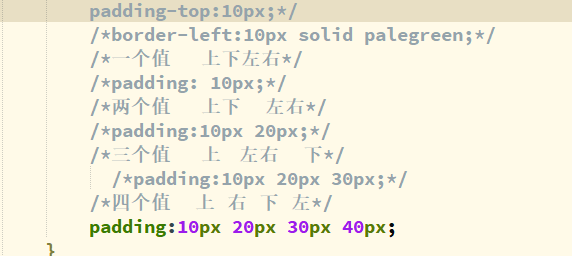 padding-top:10px;*/
/*border-left:10px solid palegreen;*/
/*一个值 上下左右*/
/*padding: 10px;*/
/*两个值 上下 左右*/
/*padding:10px 20px;*/
/*三个值 上 左右 下*/
/*padding:10px 20px 30px;*/
/*四个值 上 右 下 左*/
padding:10px 20px 30px 40px;
}